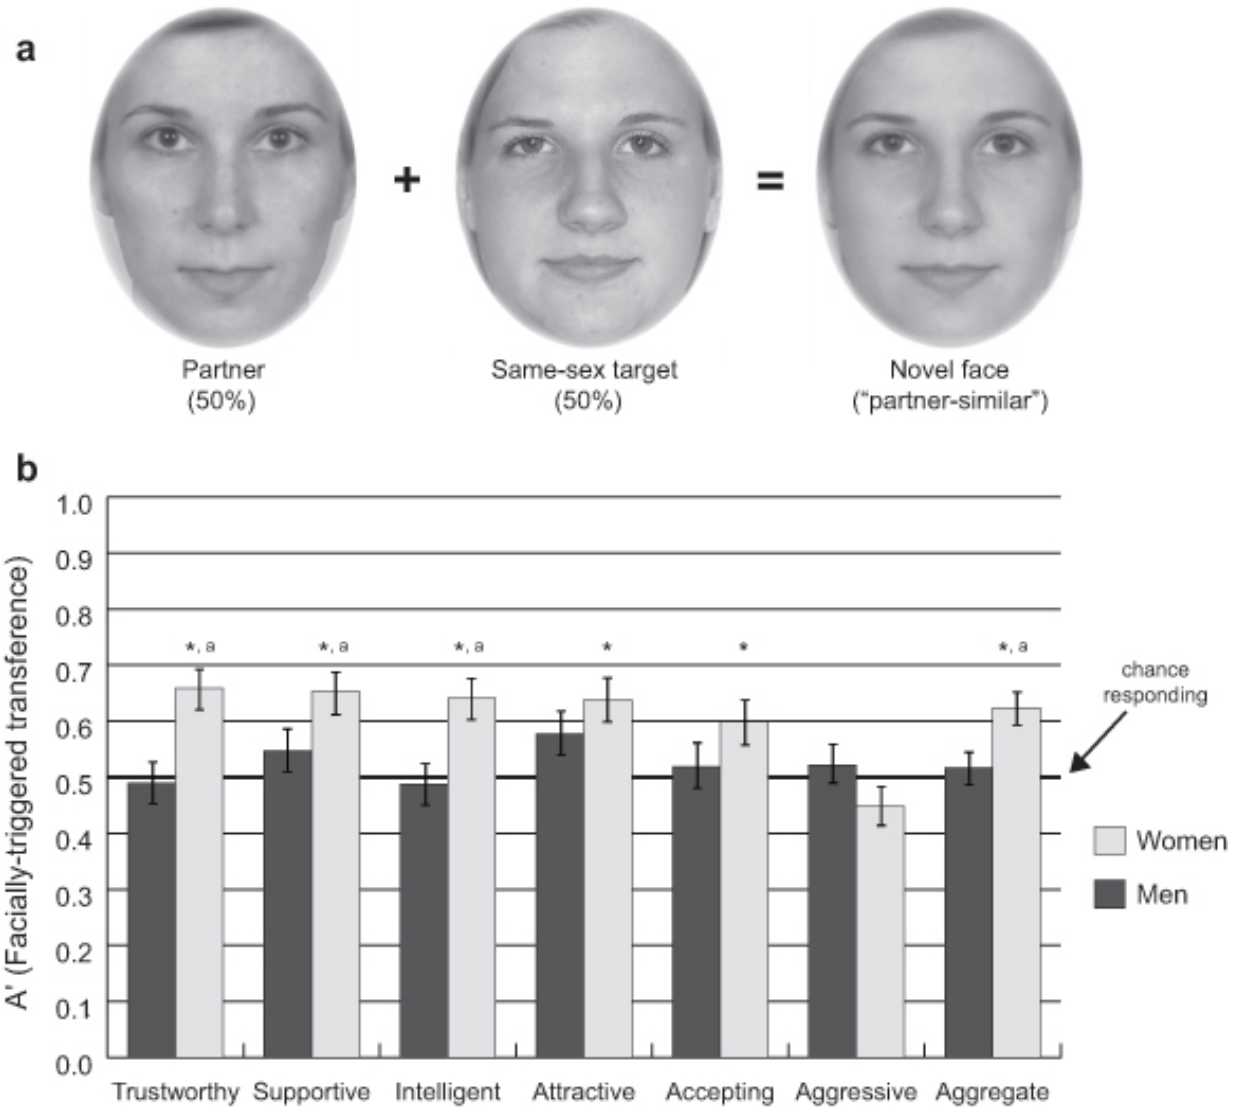 a
+
=
Partner
(50%)
Same-sex target
(50%)
Novel face
("partner-similar")
b
A' (Facially-triggered transference)
1.0
0.9
0.8
0.7
0.6
0.5
0.4
0.3
0.2
0.1
0.0
*, a
*, a
*, a
*
*
*, a
chance
responding
Women
Men
Trustworthy Supportive Intelligent Attractive Accepting Aggressive Aggregate